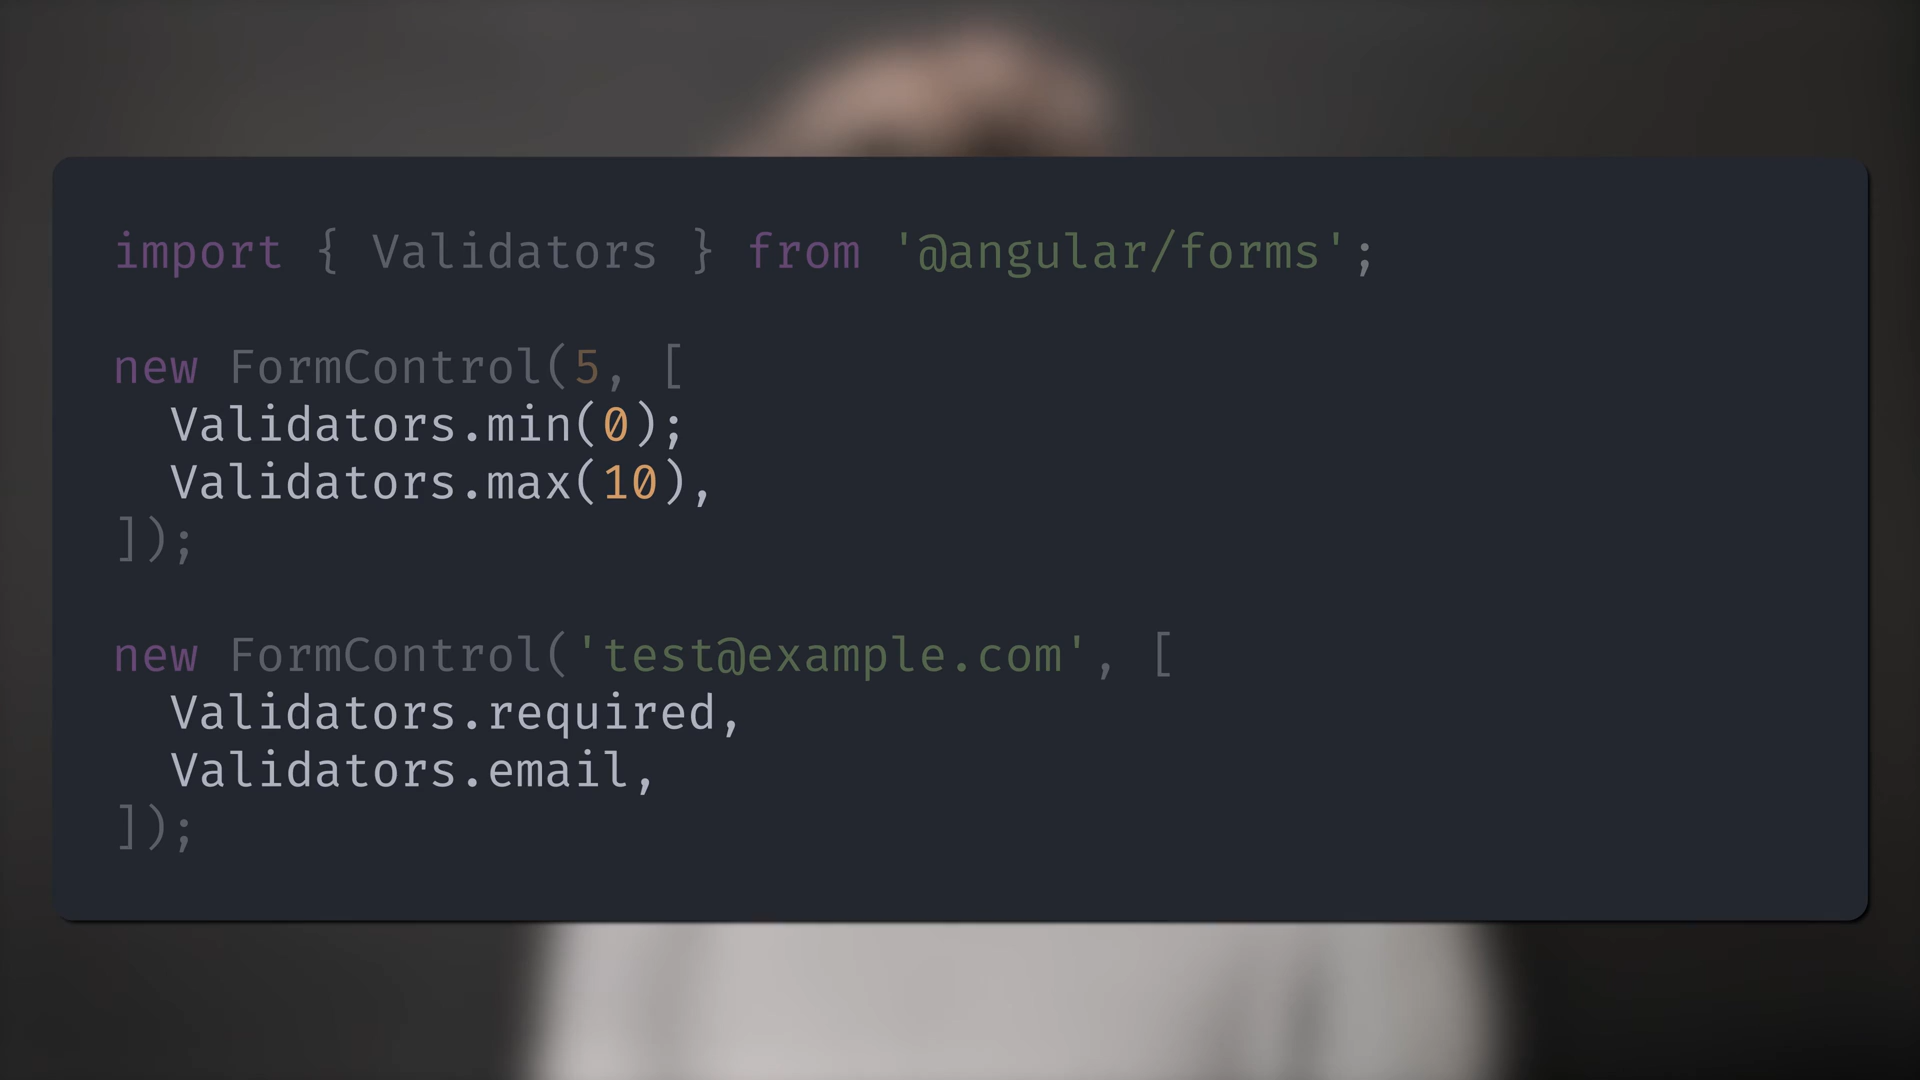 import { Validators } from '@angular/forms';
new FormControl(5, [
Validators.min(0);
Validators.max(10),
]);
new FormControl('test@example.com', [
Validators.required,
Validators.email,
]);